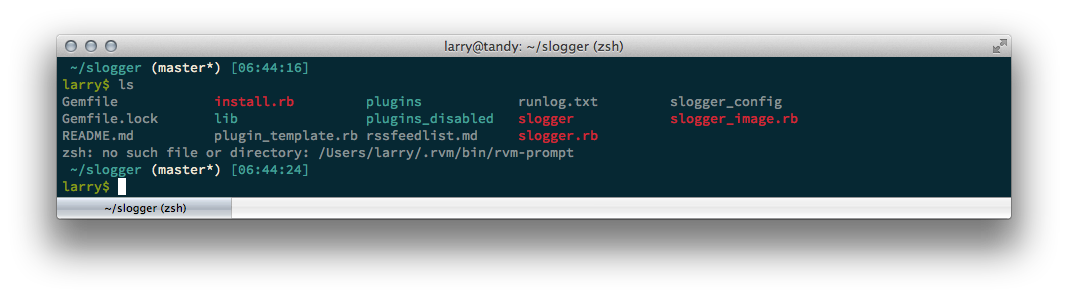 larry@tandy: ~/slogger (zsh)
~/slogger (master*) [06:44:16]
larry$ ls
Gemfile install.rb plugins runlog.txt slogger_config
Gemfile.lock lib plugins_disabled slogger slogger_image.rb
README.md plugin_template.rb rssfeedlist.md slogger.rb
zsh: no such file or directory: /Users/larry/.rvm/bin/rvm-prompt
~/slogger (master*) [06:44:24]
larry$
~/slogger (zsh)